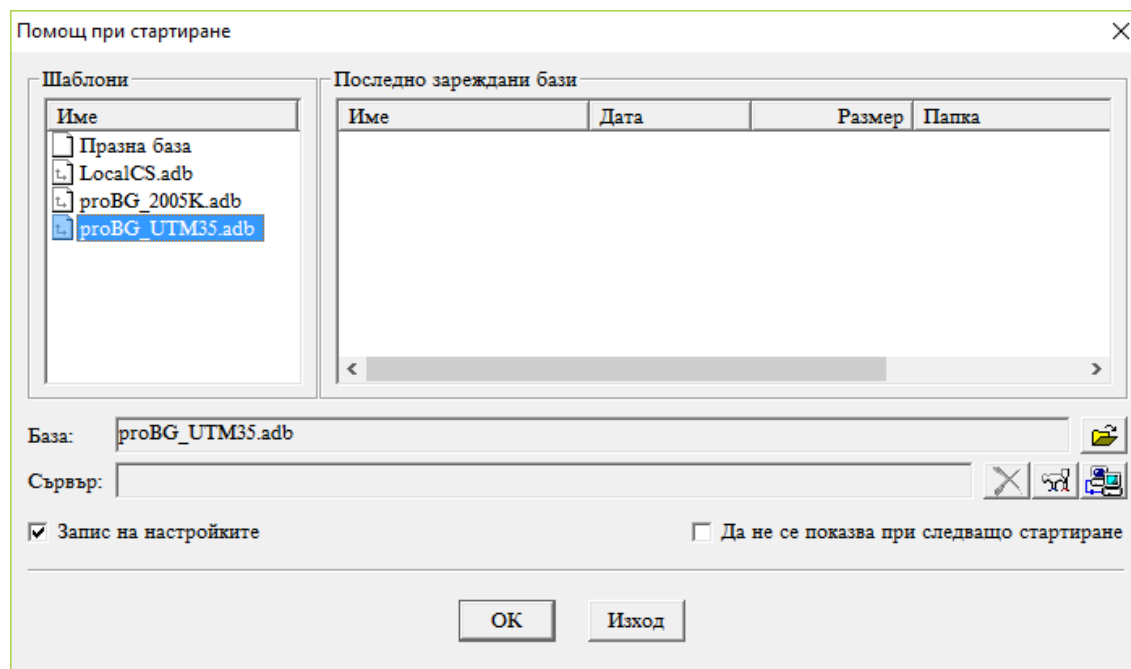 Помощ при стартиране
Шаблони
Име
Празна база
LocalCS.adb
proBG_2005K.adb
proBG_UTM35.adb
Последно зареждани бази
Име Дата Размер Папка
База: proBG_UTM35.adb
Сървър:
Запис на настройките
Да не се показва при следващо стартиране
OK Изход